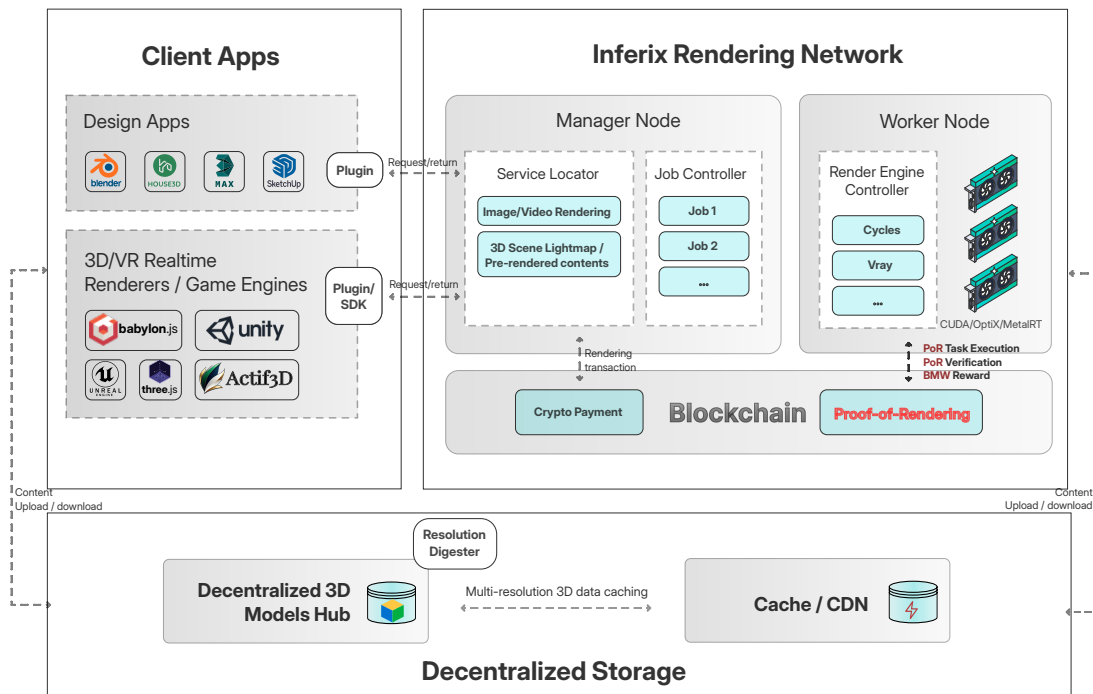 Client Apps
Design Apps
blender
HOUSE3D
MAX
SketchUp
Plugin
3D/VR Realtime
Renderers / Game Engines
babylon.js
unity
UNREAL
ENGINE
three.js
Actif3D
Plugin/
SDK
Request/return
Request/return
Inferix Rendering Network
Manager Node
Service Locator
Image/Video Rendering
3D Scene Lightmap /
Pre-rendered contents
Job Controller
Job 1
Job 2
...
Worker Node
Render Engine
Controller
Cycles
Vray
...
CUDA/OptiX/MetalRT
Rendering
transaction
PoR Task Execution
PoR Verification
BMW Reward
Crypto Payment
Blockchain
Proof-of-Rendering
Content
Upload / download
Content
Upload / download
Resolution
Digester
Decentralized 3D
Models Hub
Multi-resolution 3D data caching
Cache / CDN
Decentralized Storage